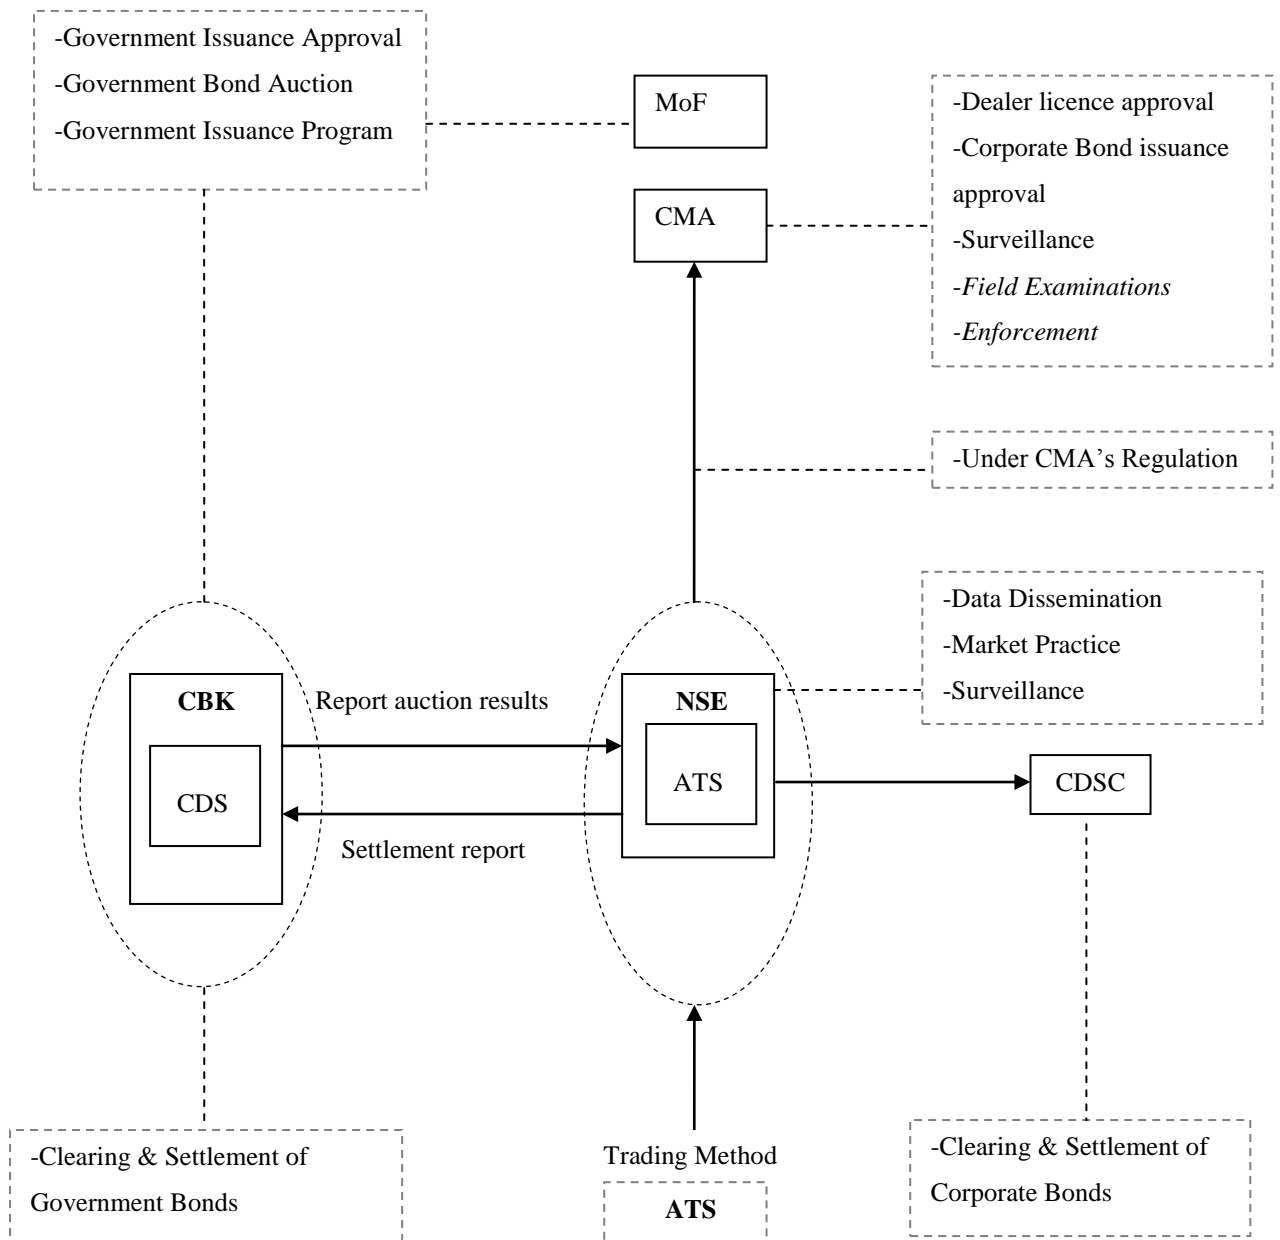 -Government Issuance Approval
-Government Bond Auction
-Government Issuance Program
MoF
CMA
-Dealer licence approval
-Corporate Bond issuance
approval
-Surveillance
-Field Examinations
-Enforcement
-Under CMA's Regulation
-Data Dissemination
-Market Practice
-Surveillance
CBK
CDS
Report auction results
Settlement report
NSE
ATS
CDSC
-Clearing & Settlement of
Government Bonds
Trading Method
ATS
-Clearing & Settlement of
Corporate Bonds